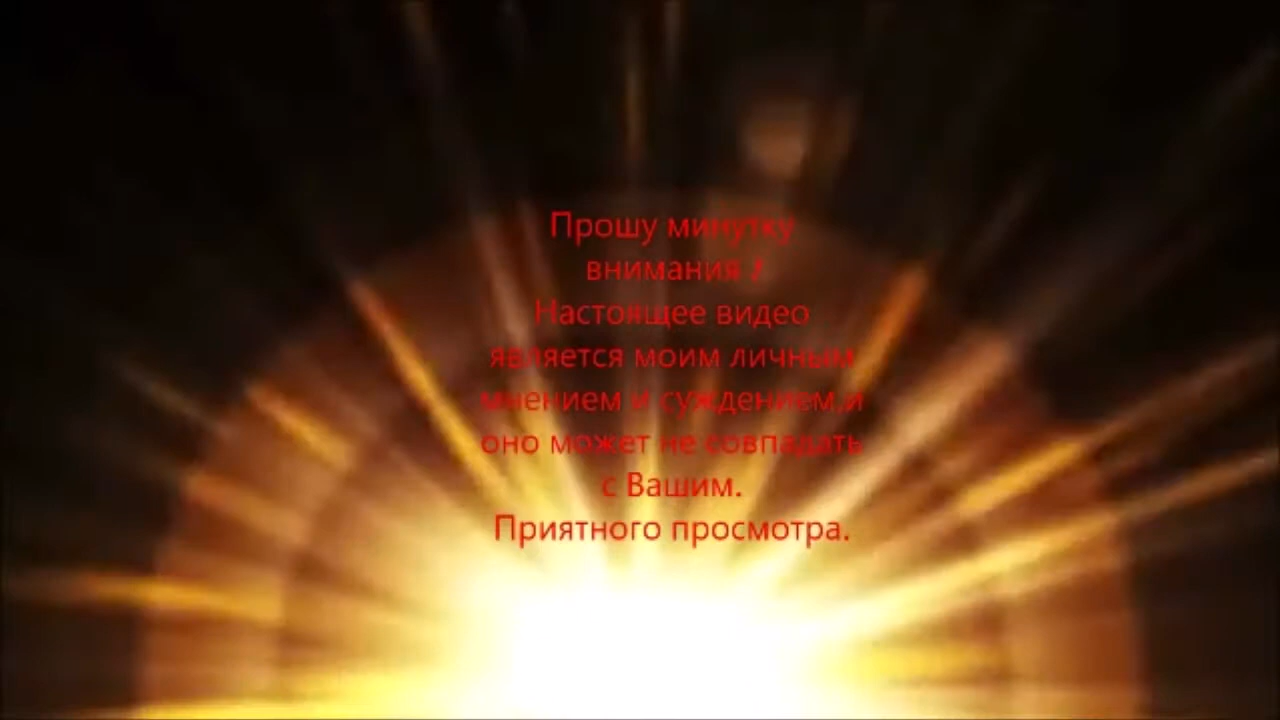 Прошу минутку
внимания !
Настоящее видео
является моим личным
мнением и суждением,и
оно может не совпадать
с Вашим.
Приятного просмотра.